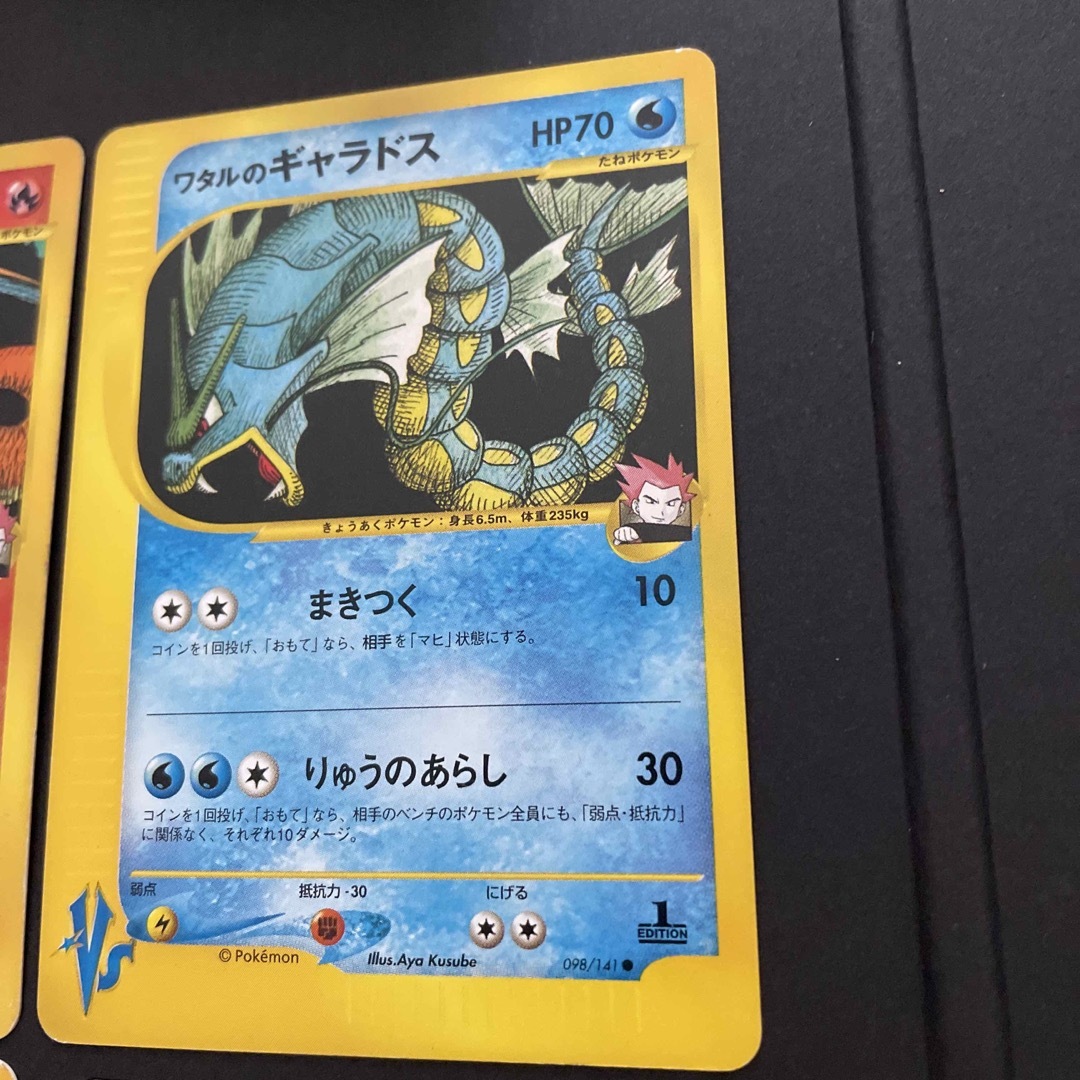 ポケモン
ワタルのギャラドス HP70
たねポケモン
きょうあくポケモン：身長6.5m、体重235kg
まきつく 10
コインを1回投げ、「おもて」なら、相手を「マヒ」状態にする。
りゅうのあらし 30
コインを1回投げ、「おもて」なら、相手のベンチのポケモン全員にも、「弱点・抵抗力」
に関係なく、それぞれ10ダメージ。
弱点 抵抗力 -30 にげる
1
EDITION
VS
©Pokémon Illus.Aya Kusube 098/141 ●